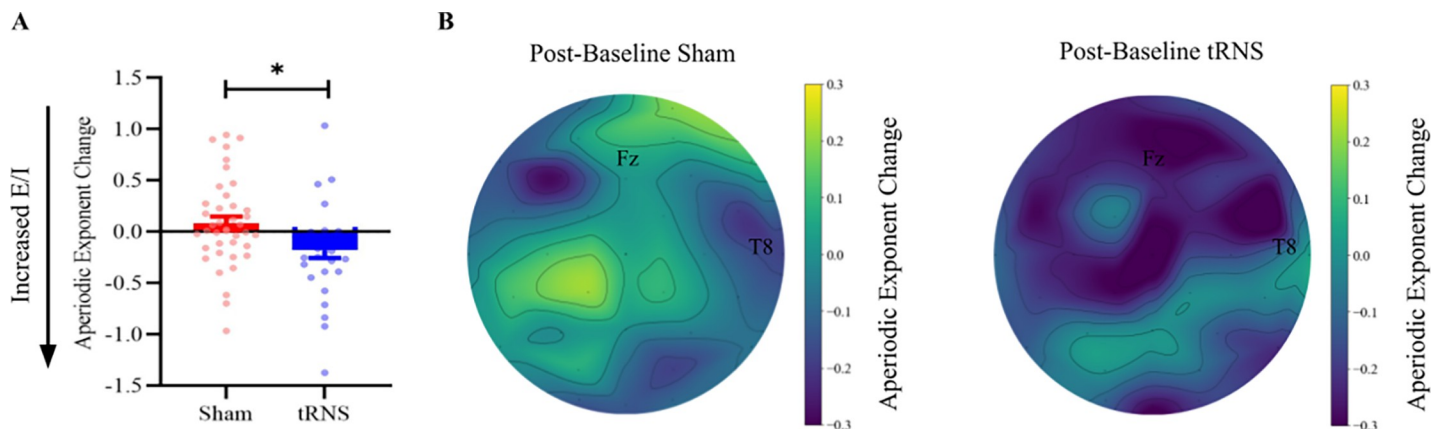 A
B
Increased E/I
Aperiodic Exponent Change
1.5
1.0
0.5
0.0
-0.5
-1.0
-1.5
*
Sham
tRNS
Post-Baseline Sham
Fz
T8
0.3
0.2
0.1
0.0
−0.1
−0.2
−0.3
Aperiodic Exponent Change
Post-Baseline tRNS
Fz
T8
0.3
0.2
0.1
0.0
−0.1
−0.2
−0.3
Aperiodic Exponent Change